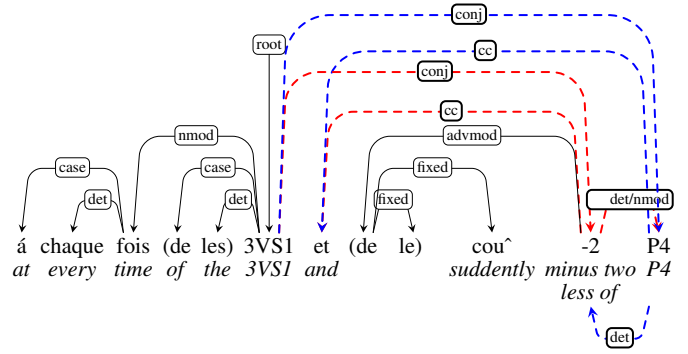 conj
root
cc
conj
cc
nmod advmod
case case fixed
det det fixed det/nmod
á chaque fois (de les) 3VS1 et (de le) cou^ -2 P4
at every time of the 3VS1 and suddenly minus two P4
less of
det